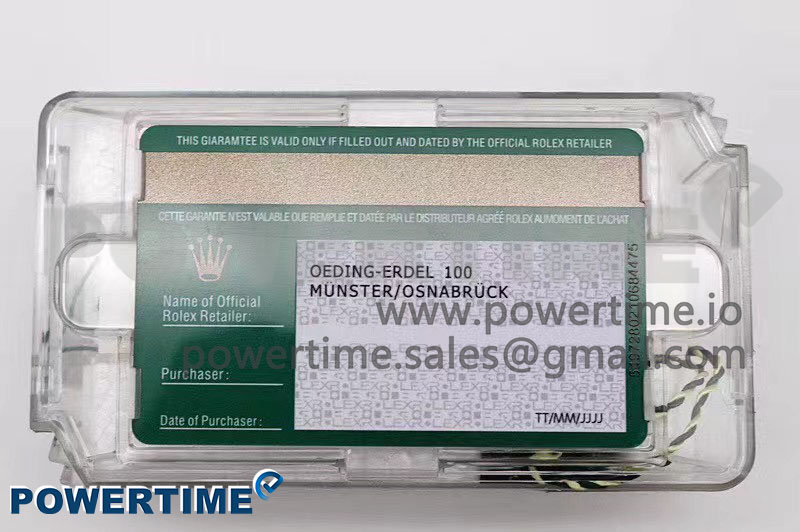 THIS GIARAMTEE IS VALID ONLY IF FILLED OUT AND DATED BY THE OFFICIAL ROLEX RETAILER
CETTE GARANTIE N'EST VALABLE QUE REMPLIE ET DATÉE PAR LE DISTRIBUTEUR AGRÉÉ ROLEX AU MOMENT DE L'ACHAT
OEDING-ERDEL 100
MÜNSTER/OSNABRÜCK
Name of Official
Rolex Retailer:
www.powertime.io
powertime.sales@gmail.com
Purchaser:
Date of Purchaser:
TT/MM/JJJJ
POWERTIME